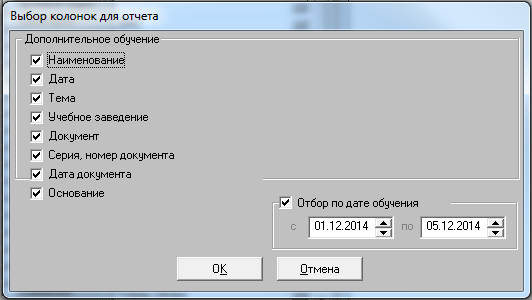 Выбор колонок для отчета
Дополнительное обучение
Наименование
Дата
Тема
Учебное заведение
Документ
Серия, номер документа
Дата документа
Основание
Отбор по дате обучения
с 01.12.2014 по 05.12.2014
OK Отмена